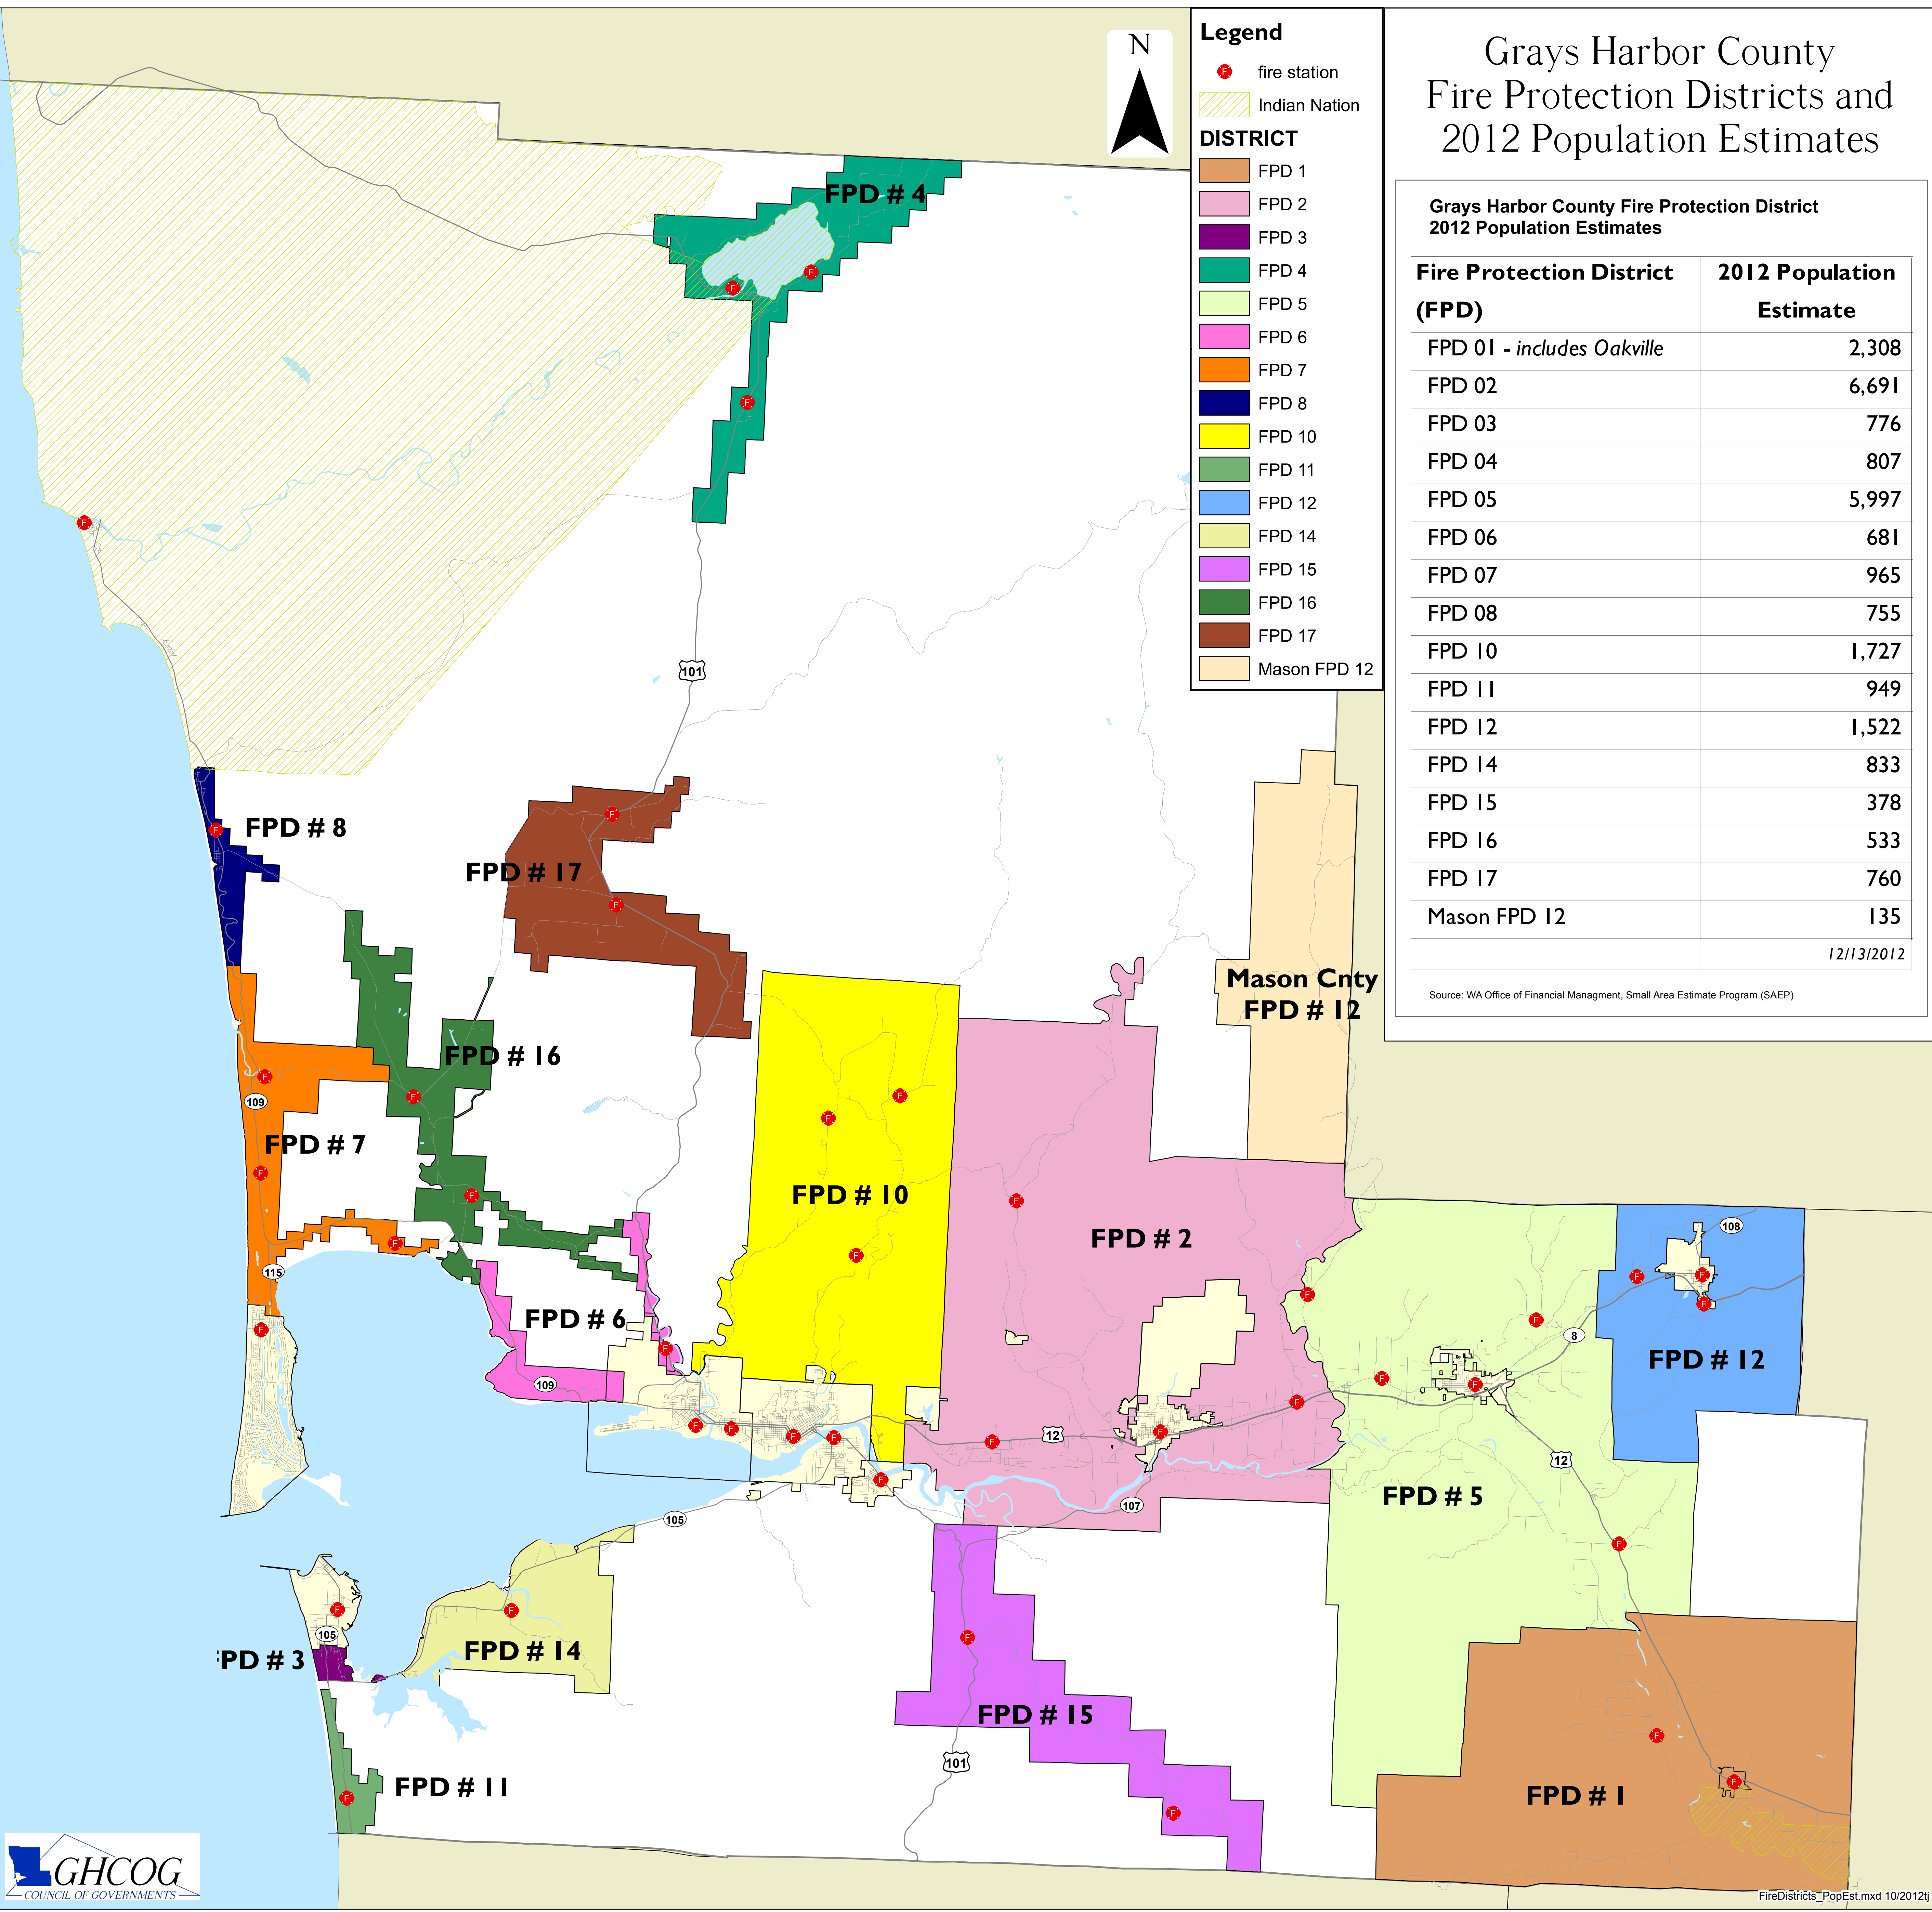 Grays Harbor County
Fire Protection Districts and
2012 Population Estimates
Grays Harbor County Fire Protection District
2012 Population Estimates
Fire Protection District (FPD) 2012 Population Estimate
FPD 01 - includes Oakville 2,308
FPD 02 6,691
FPD 03 776
FPD 04 807
FPD 05 5,997
FPD 06 681
FPD 07 965
FPD 08 755
FPD 10 1,727
FPD 11 949
FPD 12 1,522
FPD 14 833
FPD 15 378
FPD 16 533
FPD 17 760
Mason FPD 12 135
12/13/2012
Source: WA Office of Financial Managment, Small Area Estimate Program (SAEP)
Legend
F fire station
Indian Nation
DISTRICT
FPD 1
FPD 2
FPD 3
FPD 4
FPD 5
FPD 6
FPD 7
FPD 8
FPD 10
FPD 11
FPD 12
FPD 14
FPD 15
FPD 16
FPD 17
Mason FPD 12
N
FPD # 4
101
FPD # 8
FPD # 17
Mason Cnty
FPD # 12
FPD # 16
109
FPD # 7
FPD # 10
FPD # 2
108
115
FPD # 6
8
FPD # 12
109
12
12
FPD # 5
107
105
105
FPD # 3
FPD # 14
FPD # 15
101
FPD # 11
FPD # 1
GHCOG
COUNCIL OF GOVERNMENTS
FireDistricts_PopEst.mxd 10/2012tj